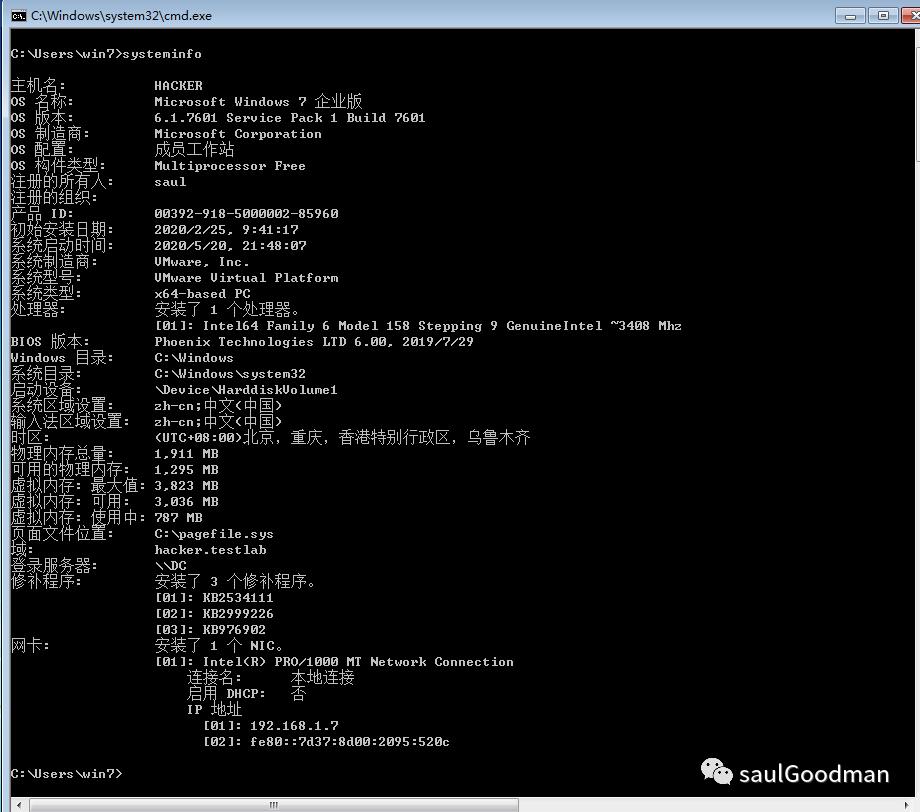 C:\Windows\system32\cmd.exe
C:\Users\win7>systeminfo
主机名: HACKER
OS 名称: Microsoft Windows 7 企业版
OS 版本: 6.1.7601 Service Pack 1 Build 7601
OS 制造商: Microsoft Corporation
OS 配置: 成员工作站
OS 构件类型: Multiprocessor Free
注册的所有人: saul
注册的组织:
产品 ID: 00392-918-5000002-85960
初始安装日期: 2020/2/25, 9:41:17
系统启动时间: 2020/5/20, 21:48:07
系统制造商: VMware, Inc.
系统型号: VMware Virtual Platform
系统类型: x64-based PC
处理器: 安装了 1 个处理器。
[01]: Intel64 Family 6 Model 158 Stepping 9 GenuineIntel ~3408 Mhz
BIOS 版本: Phoenix Technologies LTD 6.00, 2019/7/29
Windows 目录: C:\Windows
系统目录: C:\Windows\system32
启动设备: \Device\HarddiskVolume1
系统区域设置: zh-cn;中文(中国)
输入法区域设置: zh-cn;中文(中国)
时区: (UTC+08:00)北京，重庆，香港特别行政区，乌鲁木齐
物理内存总量: 1,911 MB
可用的物理内存: 1,295 MB
虚拟内存: 最大值: 3,823 MB
虚拟内存: 可用: 3,036 MB
虚拟内存: 使用中: 787 MB
页面文件位置: C:\pagefile.sys
域: hacker.testlab
登录服务器: \\DC
修补程序: 安装了 3 个修补程序。
[01]: KB2534111
[02]: KB2999226
[03]: KB976902
网卡: 安装了 1 个 NIC。
[01]: Intel(R) PRO/1000 MT Network Connection
连接名: 本地连接
启用 DHCP: 否
IP 地址
[01]: 192.168.1.7
[02]: fe80::7d37:8d00:2095:520c
C:\Users\win7>
saulGoodman